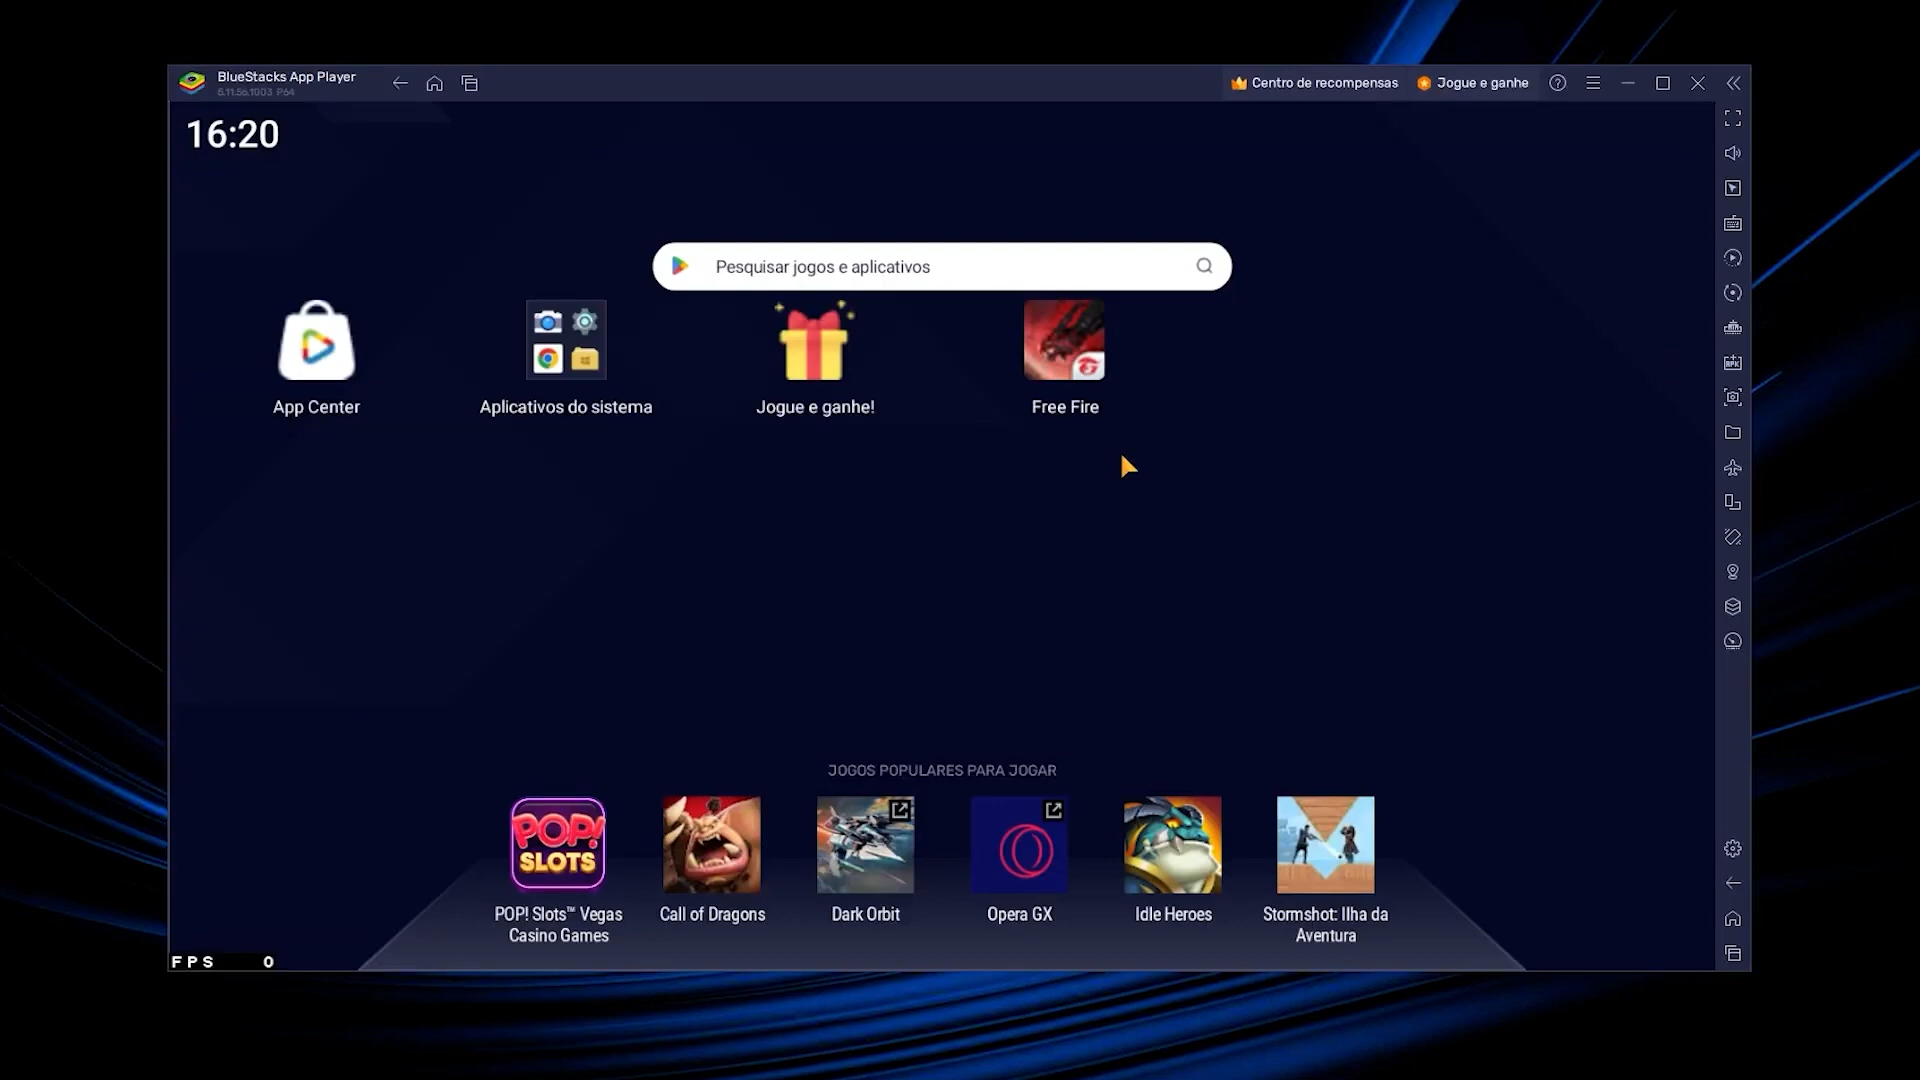 BlueStacks App Player
5.11.56.1003 P64
Centro de recompensas
Jogue e ganhe
16:20
Pesquisar jogos e aplicativos
App Center
Aplicativos do sistema
Jogue e ganhe!
Free Fire
JOGOS POPULARES PARA JOGAR
POP!
SLOTS
POP! Slots™ Vegas
Casino Games
Call of Dragons
Dark Orbit
Opera GX
Idle Heroes
Stormshot: Ilha da
Aventura
FPS 0